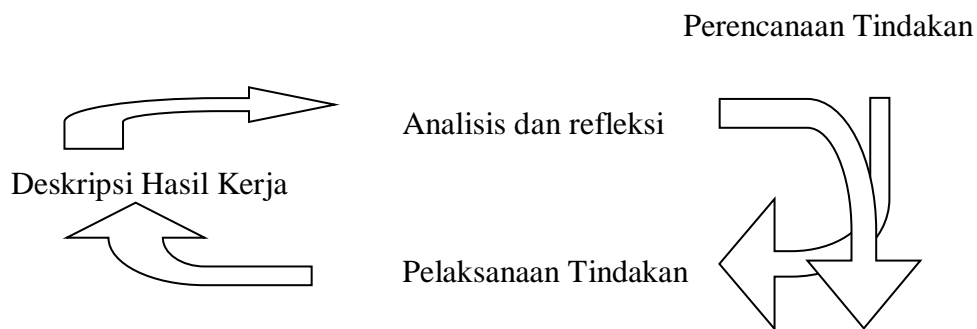 Perencanaan Tindakan
Analisis dan refleksi
Deskripsi Hasil Kerja
Pelaksanaan Tindakan